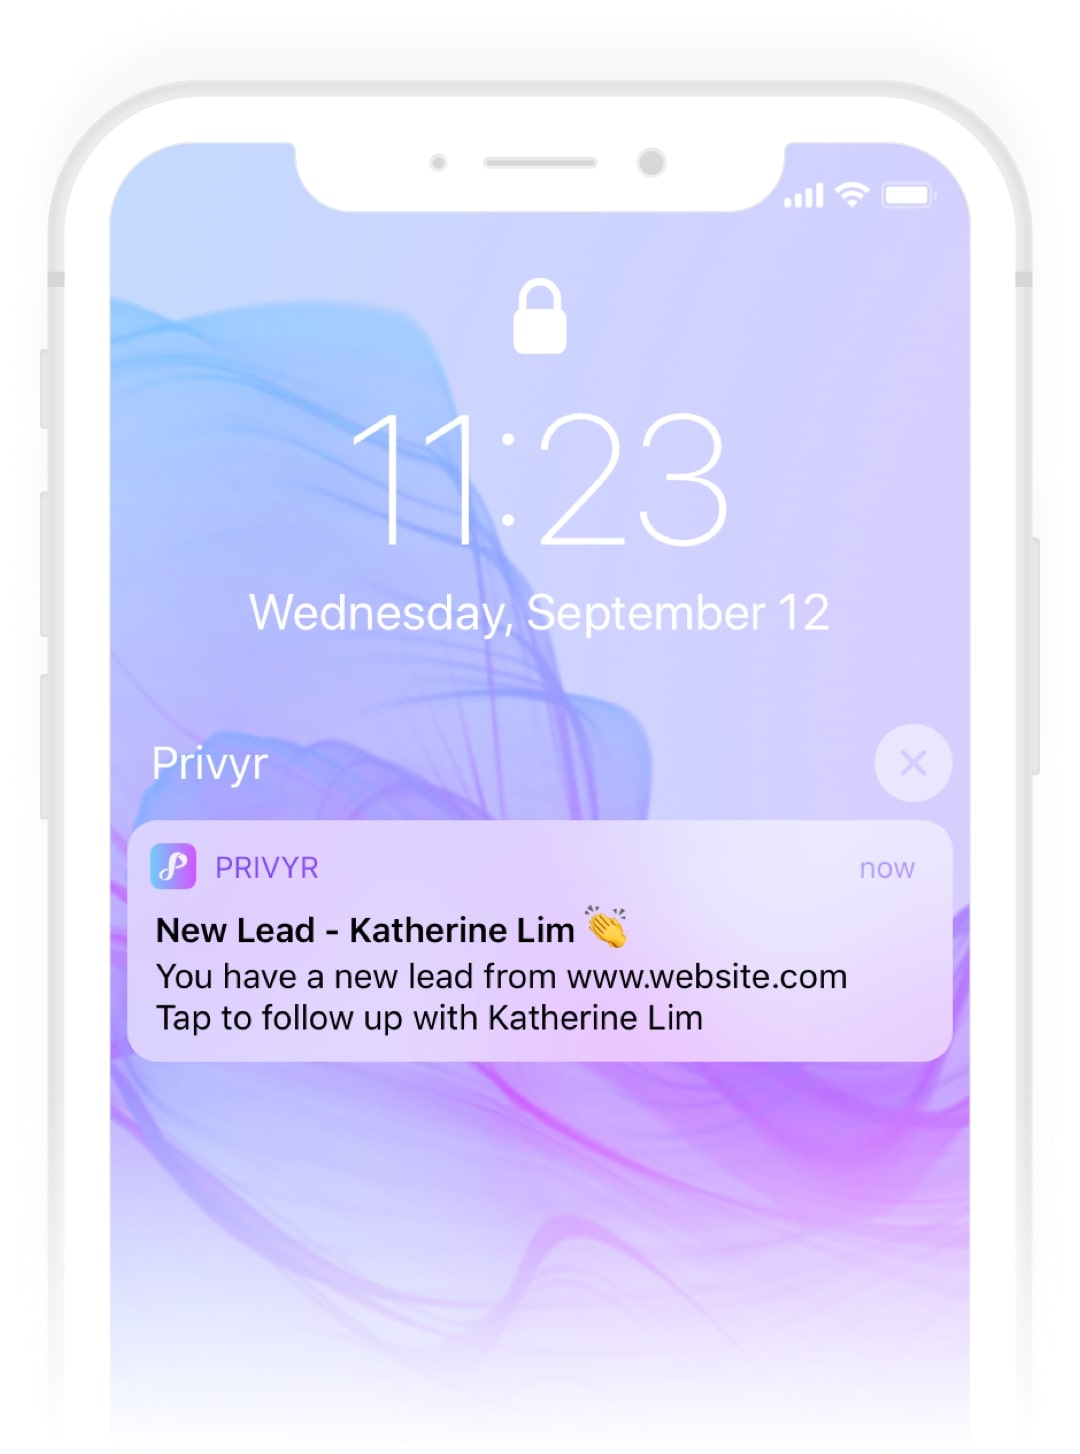 11:23
Wednesday, September 12
Privyr
PRIVYR
now
New Lead - Katherine Lim 👏
You have a new lead from www.website.com
Tap to follow up with Katherine Lim